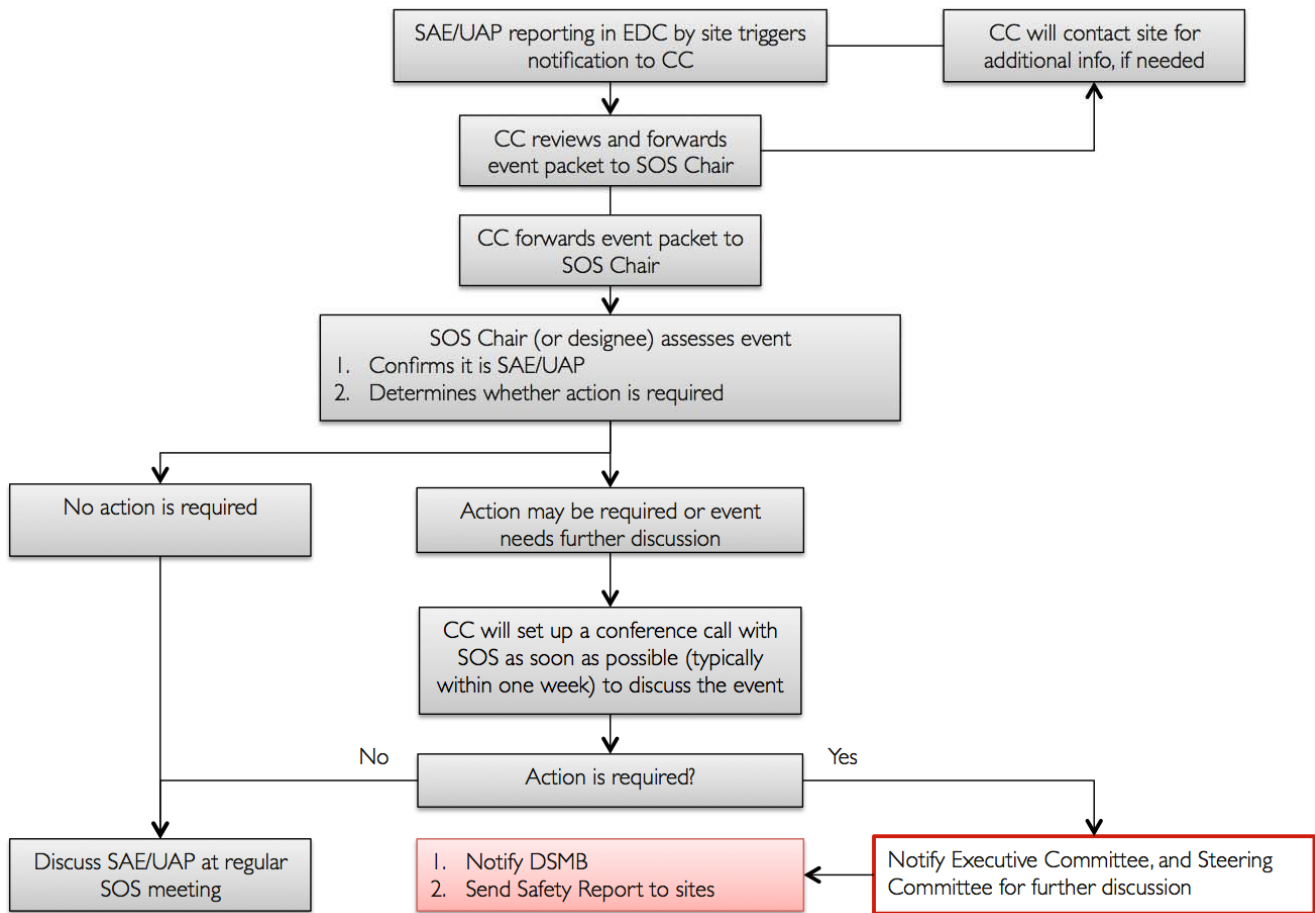 SAE/UAP reporting in EDC by site triggers
notification to CC
CC will contact site for
additional info, if needed
CC reviews and forwards
event packet to SOS Chair
CC forwards event packet to
SOS Chair
SOS Chair (or designee) assesses event
1. Confirms it is SAE/UAP
2. Determines whether action is required
No action is required
Action may be required or event
needs further discussion
CC will set up a conference call with
SOS as soon as possible (typically
within one week) to discuss the event
No
Yes
Action is required?
Discuss SAE/UAP at regular
SOS meeting
1. Notify DSMB
2. Send Safety Report to sites
Notify Executive Committee, and Steering
Committee for further discussion